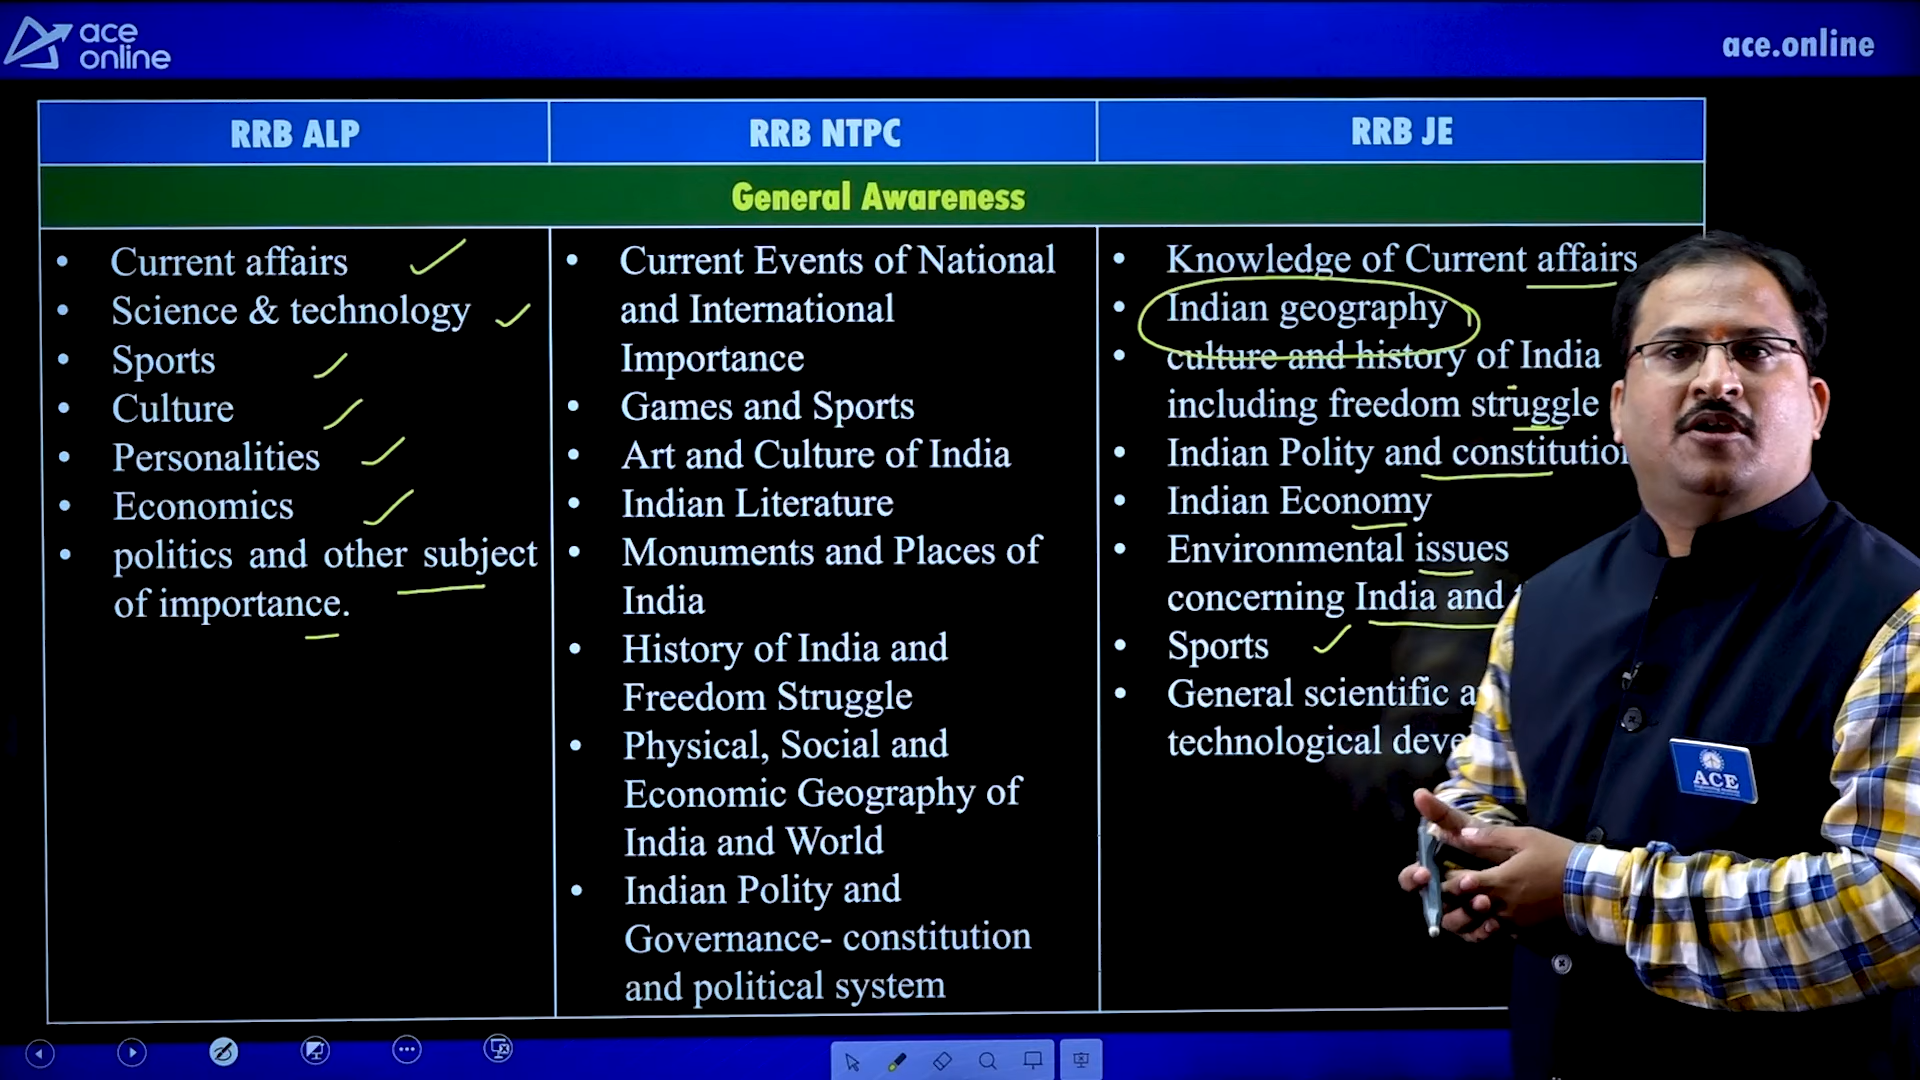 ace
online
ace.online
RRB ALP
RRB NTPC
RRB JE
General Awareness
• Current affairs
• Science & technology
• Sports
• Culture
• Personalities
• Economics
• politics and other subject
of importance.
• Current Events of National
and International
Importance
• Games and Sports
• Art and Culture of India
• Indian Literature
• Monuments and Places of
India
• History of India and
Freedom Struggle
• Physical, Social and
Economic Geography of
India and World
• Indian Polity and
Governance- constitution
and political system
• Knowledge of Current affairs
• Indian geography
• culture and history of India
including freedom struggle
• Indian Polity and
• Indian Economy
• Environmental issues
concerning India and
• Sports
• General scientific
technological
ACE